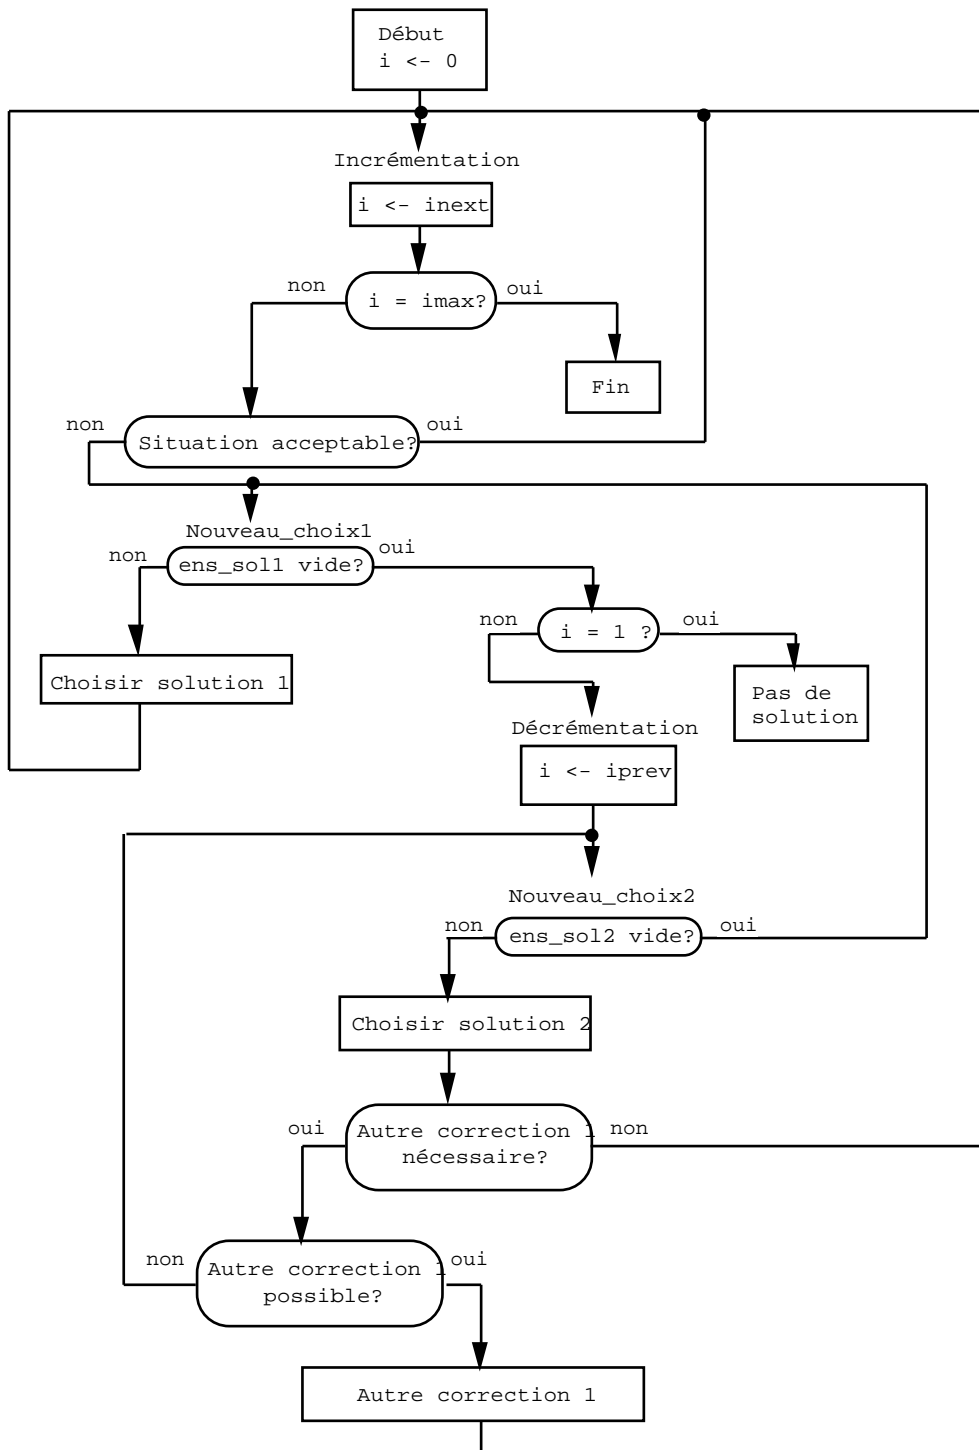 Début
i <- 0
Incrémentation
i <- inext
non
i = imax?
oui
Fin
non
Situation acceptable?
oui
Nouveau_choix1
non
ens_sol1 vide?
oui
non
i = 1 ?
oui
Choisir solution 1
Pas de
solution
Décrémentation
i <- iprev
Nouveau_choix2
non
ens_sol2 vide?
oui
Choisir solution 2
oui
Autre correction 1
nécessaire?
non
non
Autre correction 1
possible?
oui
Autre correction 1